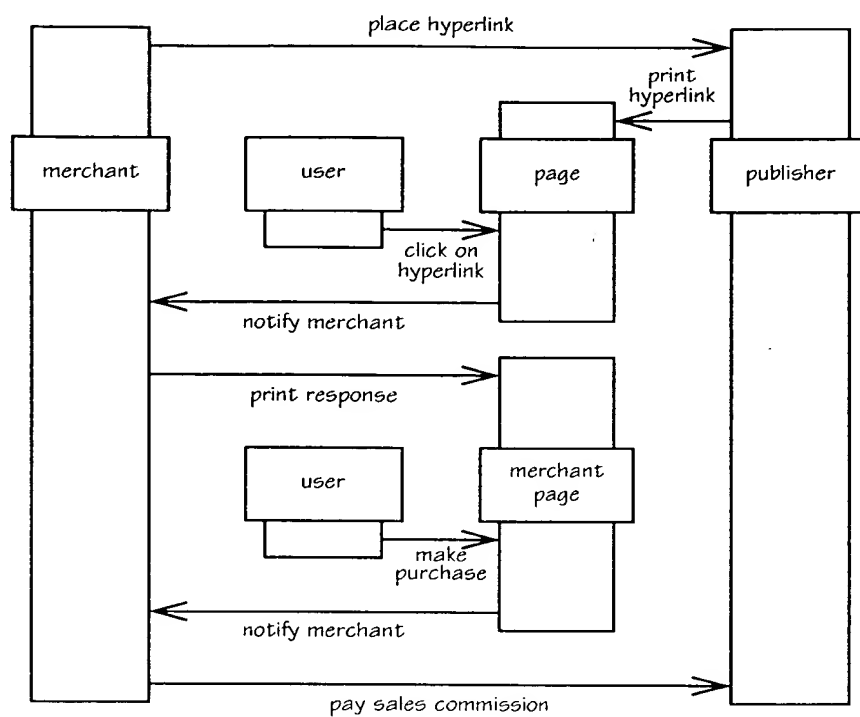 place hyperlink
print
hyperlink
merchant
user
page
publisher
click on
hyperlink
notify merchant
print response
user
merchant
page
make
purchase
notify merchant
pay sales commission